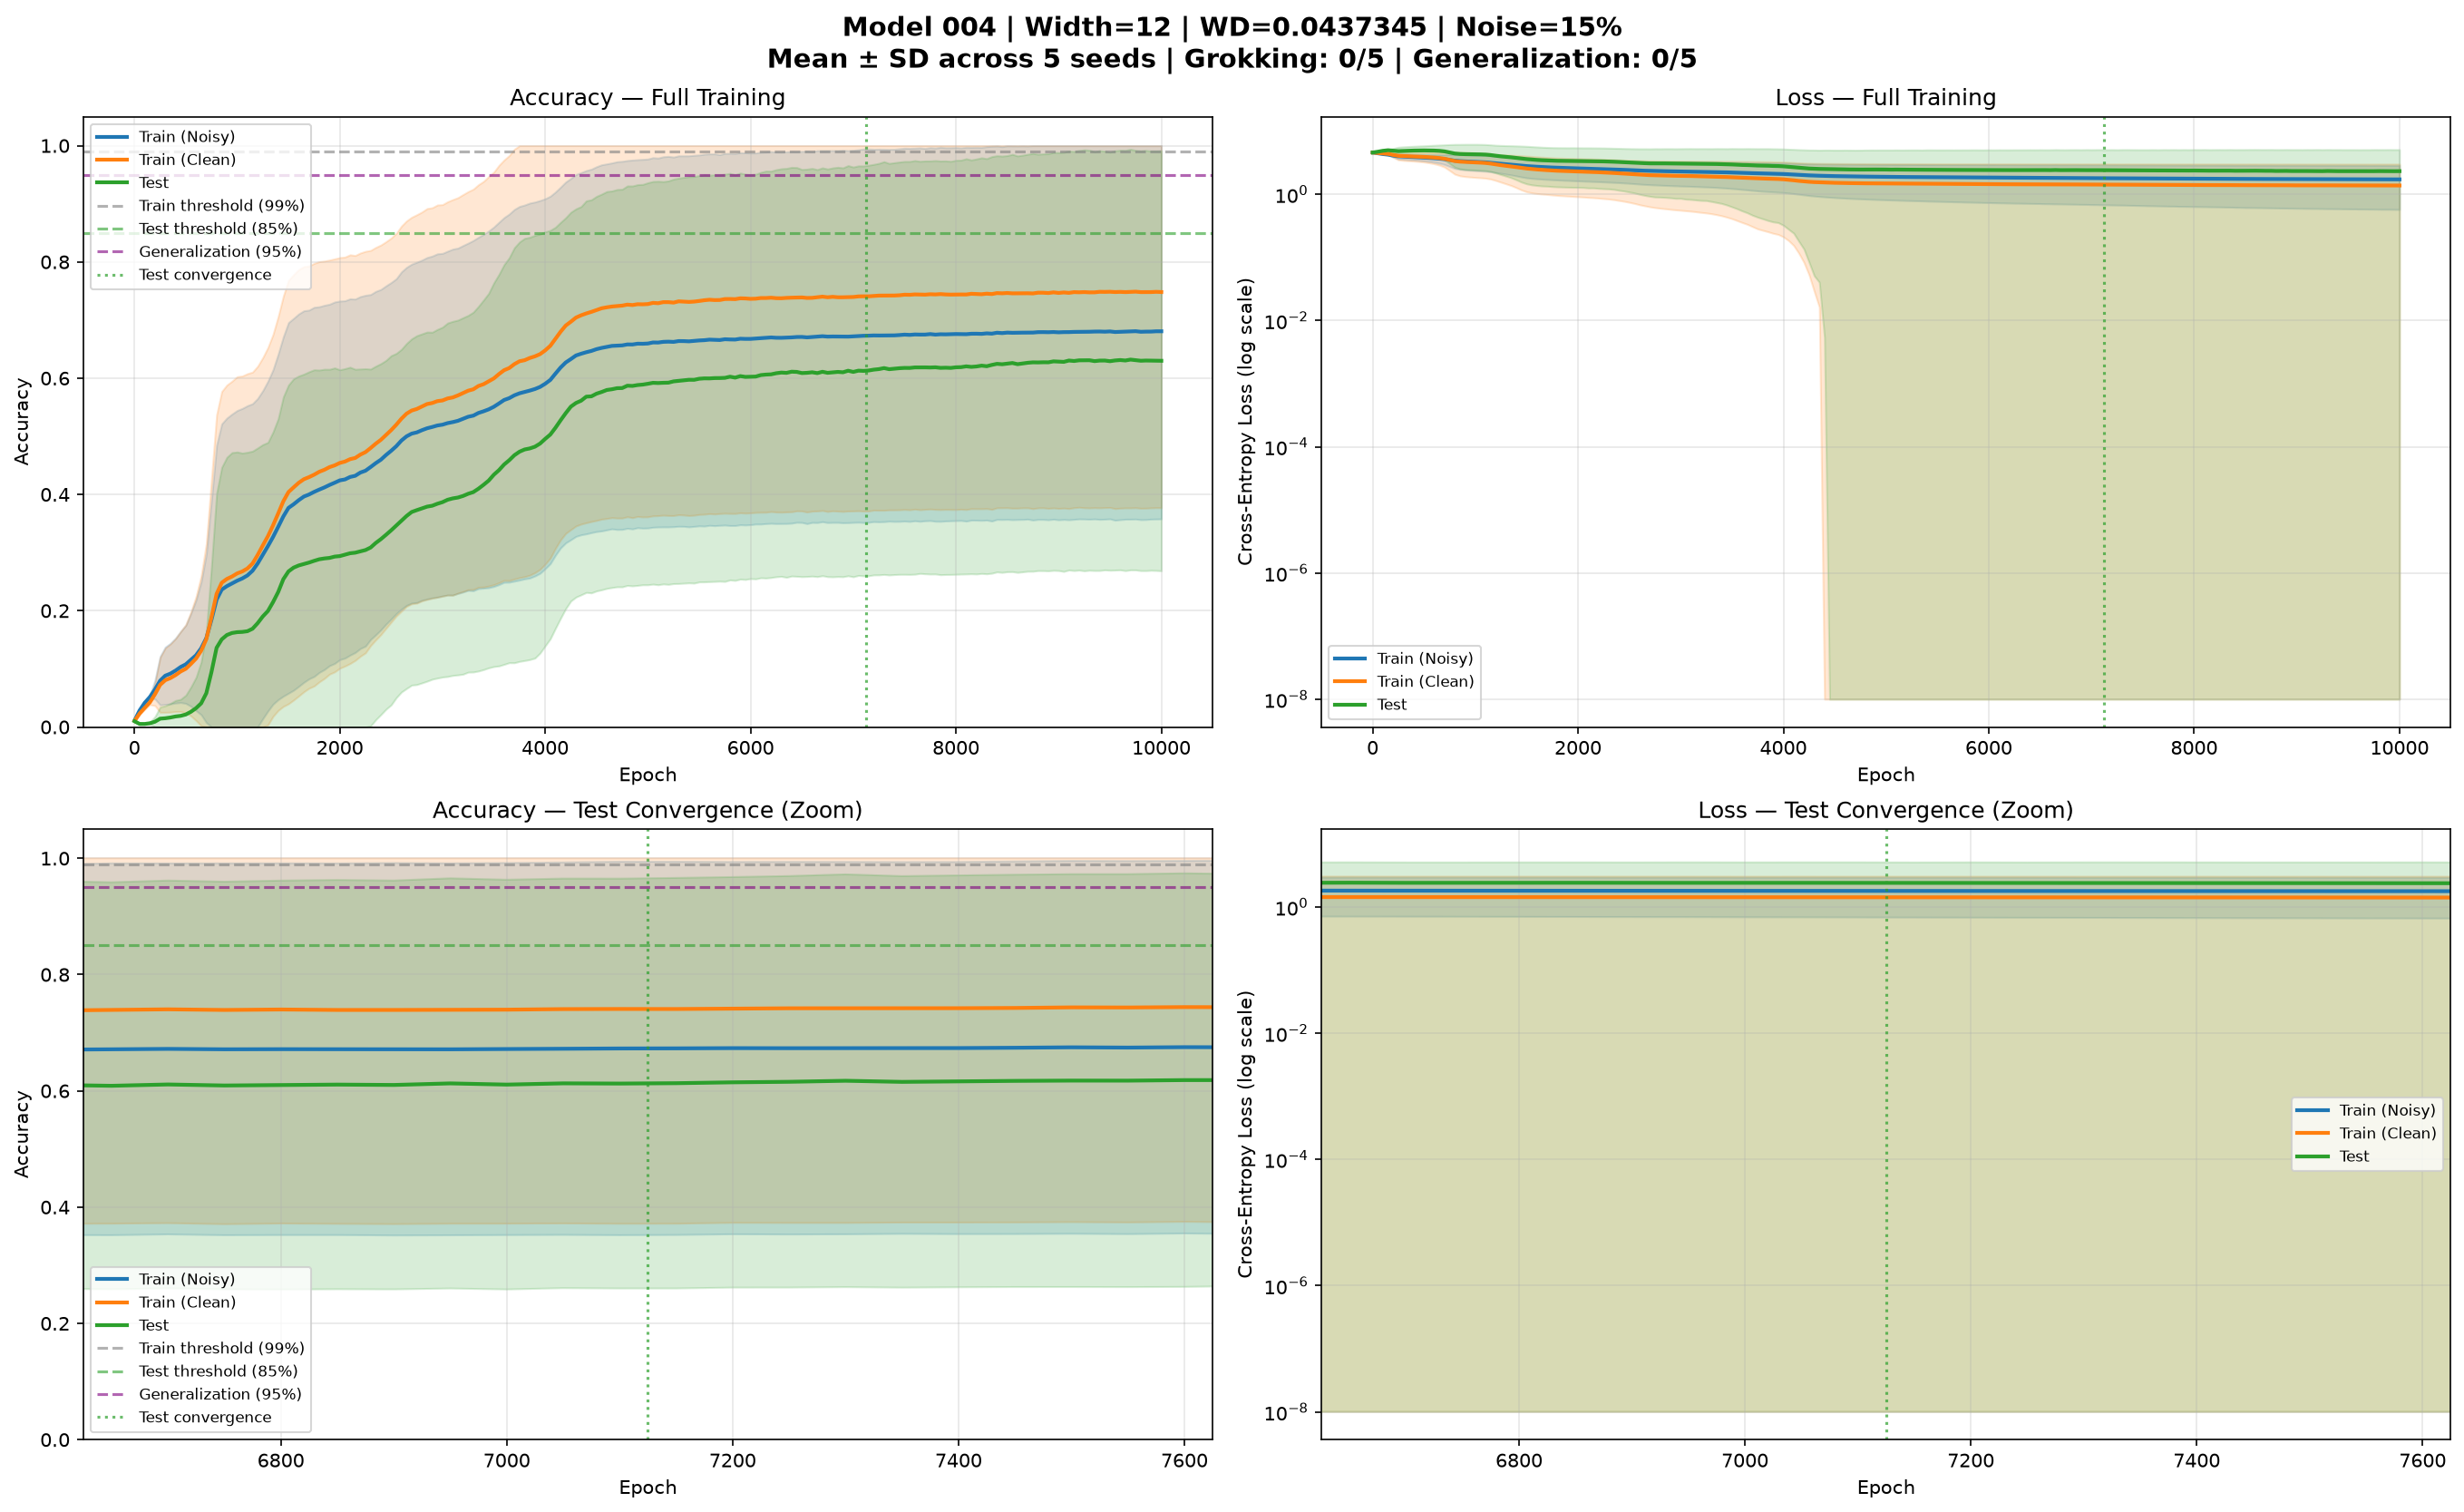 Model 004 | Width=12 | WD=0.0437345 | Noise=15%
Mean ± SD across 5 seeds | Grokking: 0/5 | Generalization: 0/5
Accuracy — Full Training
Accuracy
1.0
0.8
0.6
0.4
0.2
0.0
Train (Noisy)
Train (Clean)
Test
Train threshold (99%)
Test threshold (85%)
Generalization (95%)
Test convergence
0 2000 4000 6000 8000 10000
Epoch
Loss — Full Training
Cross-Entropy Loss (log scale)
10⁰
10⁻²
10⁻⁴
10⁻⁶
10⁻⁸
Train (Noisy)
Train (Clean)
Test
0 2000 4000 6000 8000 10000
Epoch
Accuracy — Test Convergence (Zoom)
Accuracy
1.0
0.8
0.6
0.4
0.2
0.0
Train (Noisy)
Train (Clean)
Test
Train threshold (99%)
Test threshold (85%)
Generalization (95%)
Test convergence
6800 7000 7200 7400 7600
Epoch
Loss — Test Convergence (Zoom)
Cross-Entropy Loss (log scale)
10⁰
10⁻²
10⁻⁴
10⁻⁶
10⁻⁸
Train (Noisy)
Train (Clean)
Test
6800 7000 7200 7400 7600
Epoch